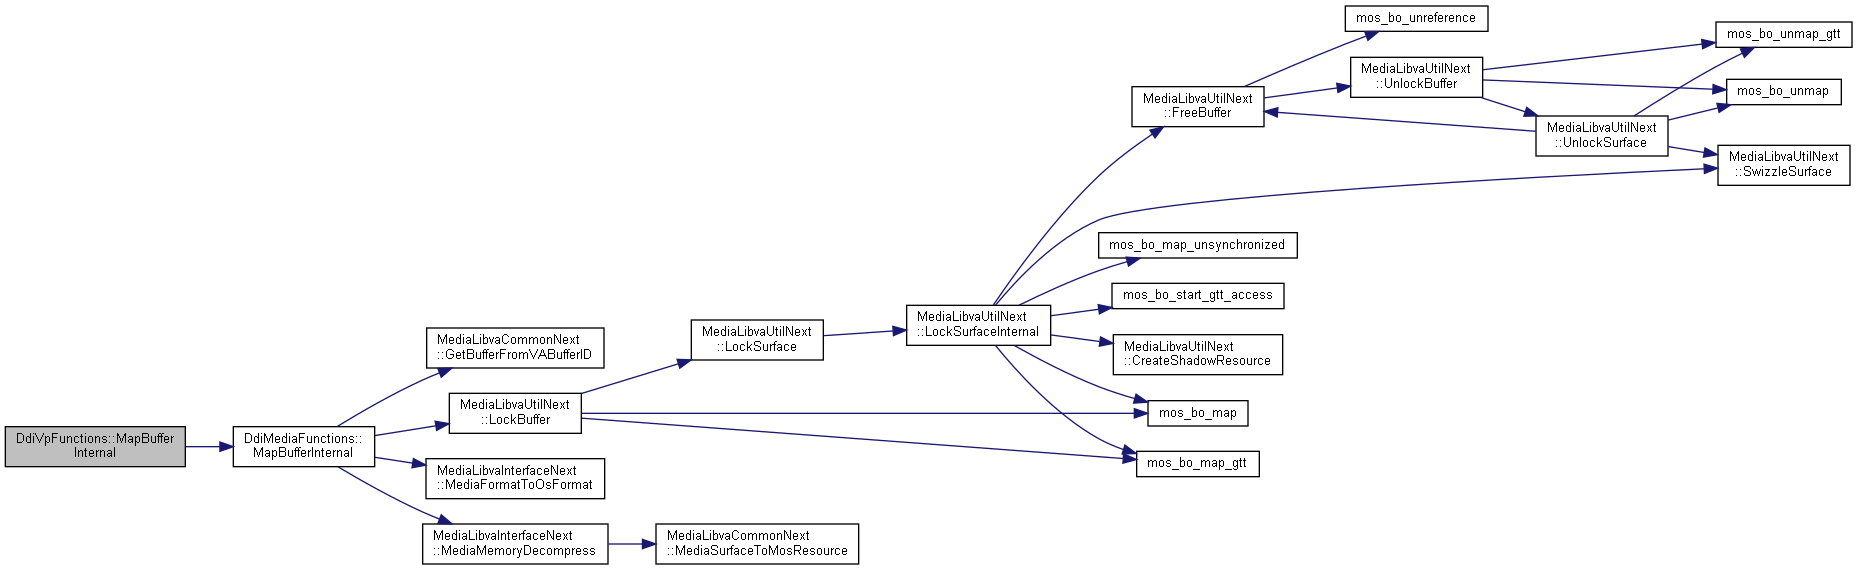 DdiVpFunctions::MapBuffer
Internal
DdiMediaFunctions::
MapBufferInternal
MediaLibvaCommonNext
::GetBufferFromVABufferID
MediaLibvaUtilNext
::LockBuffer
MediaLibvaInterfaceNext
::MediaFormatToOsFormat
MediaLibvaInterfaceNext
::MediaMemoryDecompress
MediaLibvaCommonNext
::MediaSurfaceToMosResource
MediaLibvaUtilNext
::LockSurface
MediaLibvaUtilNext
::LockSurfaceInternal
MediaLibvaUtilNext
::FreeBuffer
mos_bo_unreference
MediaLibvaUtilNext
::UnlockBuffer
MediaLibvaUtilNext
::UnlockSurface
mos_bo_unmap_gtt
mos_bo_unmap
MediaLibvaUtilNext
::SwizzleSurface
mos_bo_map_unsynchronized
mos_bo_start_gtt_access
MediaLibvaUtilNext
::CreateShadowResource
mos_bo_map
mos_bo_map_gtt